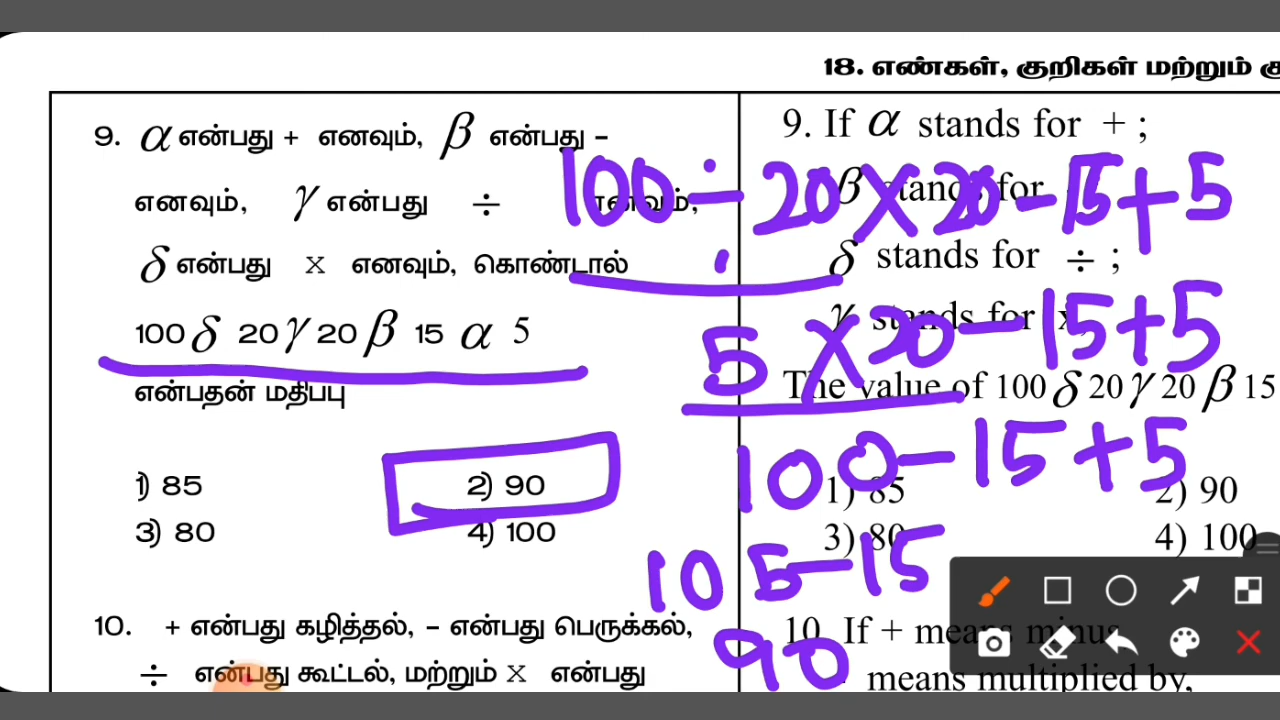 18. எண்கள், குறிகள் மற்றும்
9. α என்பது + எனவும், β என்பது –
எனவும், γ என்பது ÷ எனவும்,
δ என்பது x எனவும், கொண்டால்
100 δ 20 γ 20 β 15 α 5
என்பதன் மதிப்பு
1) 85 2) 90
3) 80 4) 100
10. + என்பது கழித்தல், – என்பது பெருக்கல்,
÷ என்பது கூட்டல், மற்றும் x என்பது
9. If α stands for + ;
β stands for
δ stands for ÷ ;
γ stands for x,
The value of 100 δ 20 γ 20 β 15
1) 85 2) 90
3) 80 4) 100
10. If + means minus
means multiplied by,
100 ÷ 20 X 20 – 15 + 5
5 X 20 – 15 + 5
100 – 15 + 5
105 – 15
90